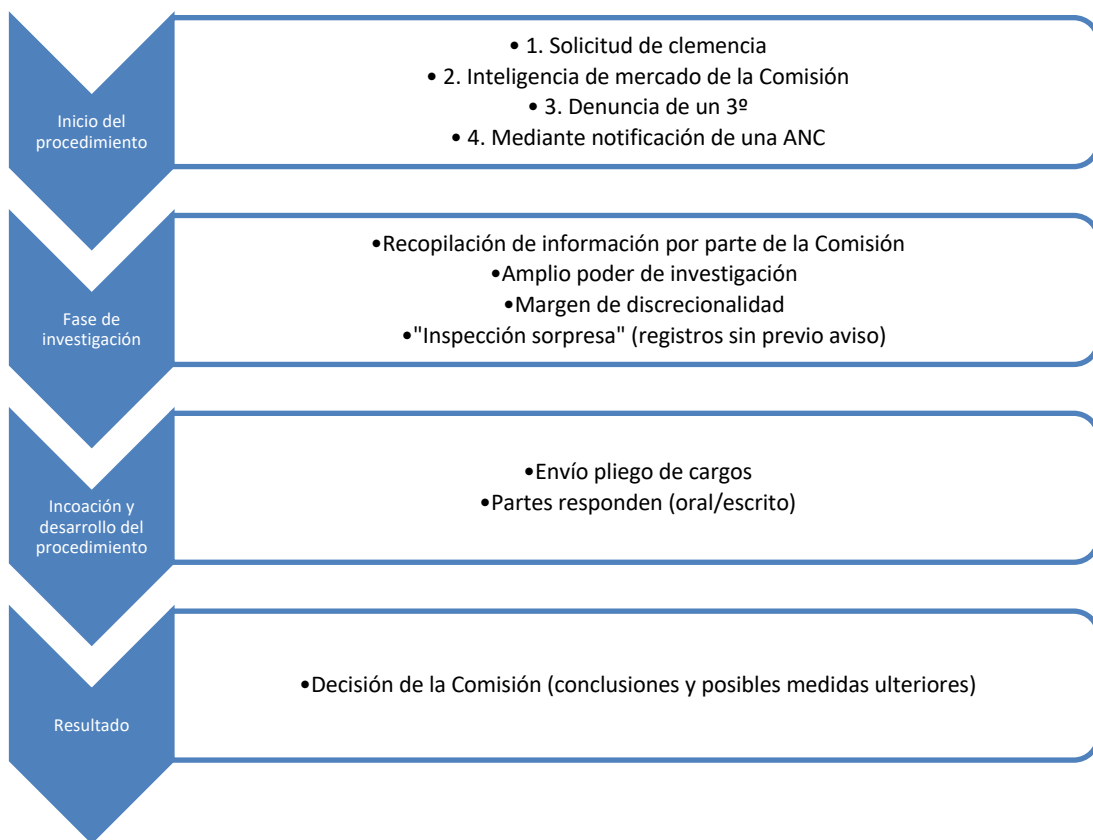 Inicio del
procedimiento
• 1. Solicitud de clemencia
• 2. Inteligencia de mercado de la Comisión
• 3. Denuncia de un 3º
• 4. Mediante notificación de una ANC
Fase de
investigación
•Recopilación de información por parte de la Comisión
•Amplio poder de investigación
•Margen de discrecionalidad
•"Inspección sorpresa" (registros sin previo aviso)
Incoación y
desarrollo del
procedimiento
•Envío pliego de cargos
•Partes responden (oral/escrito)
Resultado
•Decisión de la Comisión (conclusiones y posibles medidas ulteriores)